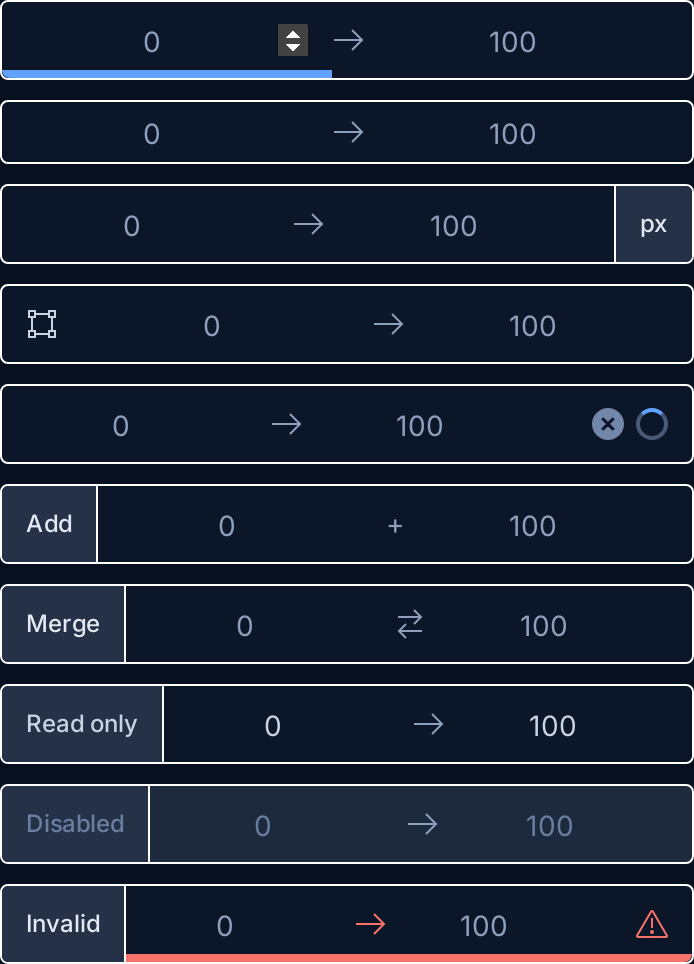 0 → 100
0 → 100
0 → 100 px
0 → 100
0 → 100
Add 0 + 100
Merge 0 ⇄ 100
Read only 0 → 100
Disabled 0 → 100
Invalid 0 → 100